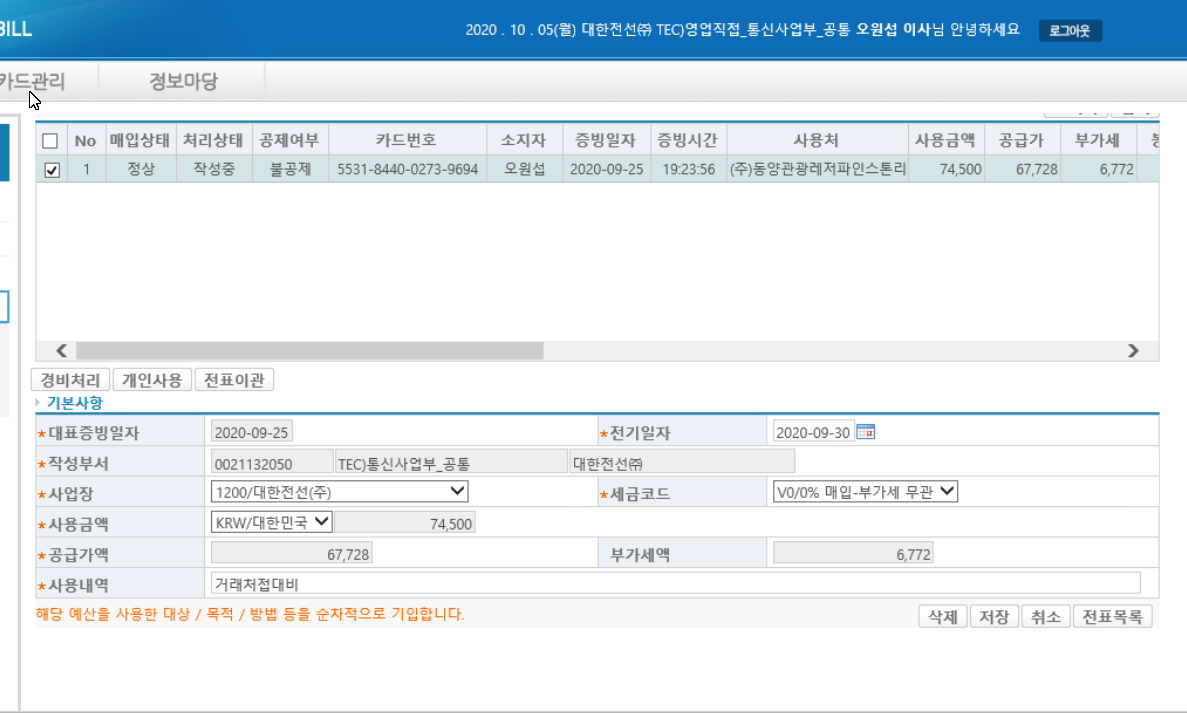 BILL
2020 . 10 . 05(월) 대한전선㈜ TEC)영업직접_통신사업부_공통 오원섭 이사님 안녕하세요 로그아웃
카드관리 정보마당
No 매입상태 처리상태 공제여부 카드번호 소지자 증빙일자 증빙시간 사용처 사용금액 공급가 부가세
1 정상 작성중 불공제 5531-8440-0273-9694 오원섭 2020-09-25 19:23:56 (주)동양관광레저파인스톤리 74,500 67,728 6,772
경비처리 개인사용 전표이관
기본사항
*대표증빙일자 2020-09-25 *전기일자 2020-09-30
*작성부서 0021132050 TEC)통신사업부_공통 대한전선㈜
*사업장 1200/대한전선(주) *세금코드 V0/0% 매입-부가세 무관
*사용금액 KRW/대한민국 74,500
*공급가액 67,728 부가세액 6,772
*사용내역 거래처접대비
해당 예산을 사용한 대상 / 목적 / 방법 등을 순차적으로 기입합니다. 삭제 저장 취소 전표목록